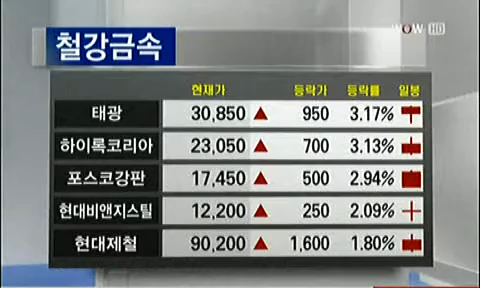 WOW HD
철강금속
현재가 등락가 등락률 일봉
태광 30,850 ▲ 950 3.17%
하이록코리아 23,050 ▲ 700 3.13%
포스코강판 17,450 ▲ 500 2.94%
현대비앤지스틸 12,200 ▲ 250 2.09%
현대제철 90,200 ▲ 1,600 1.80%